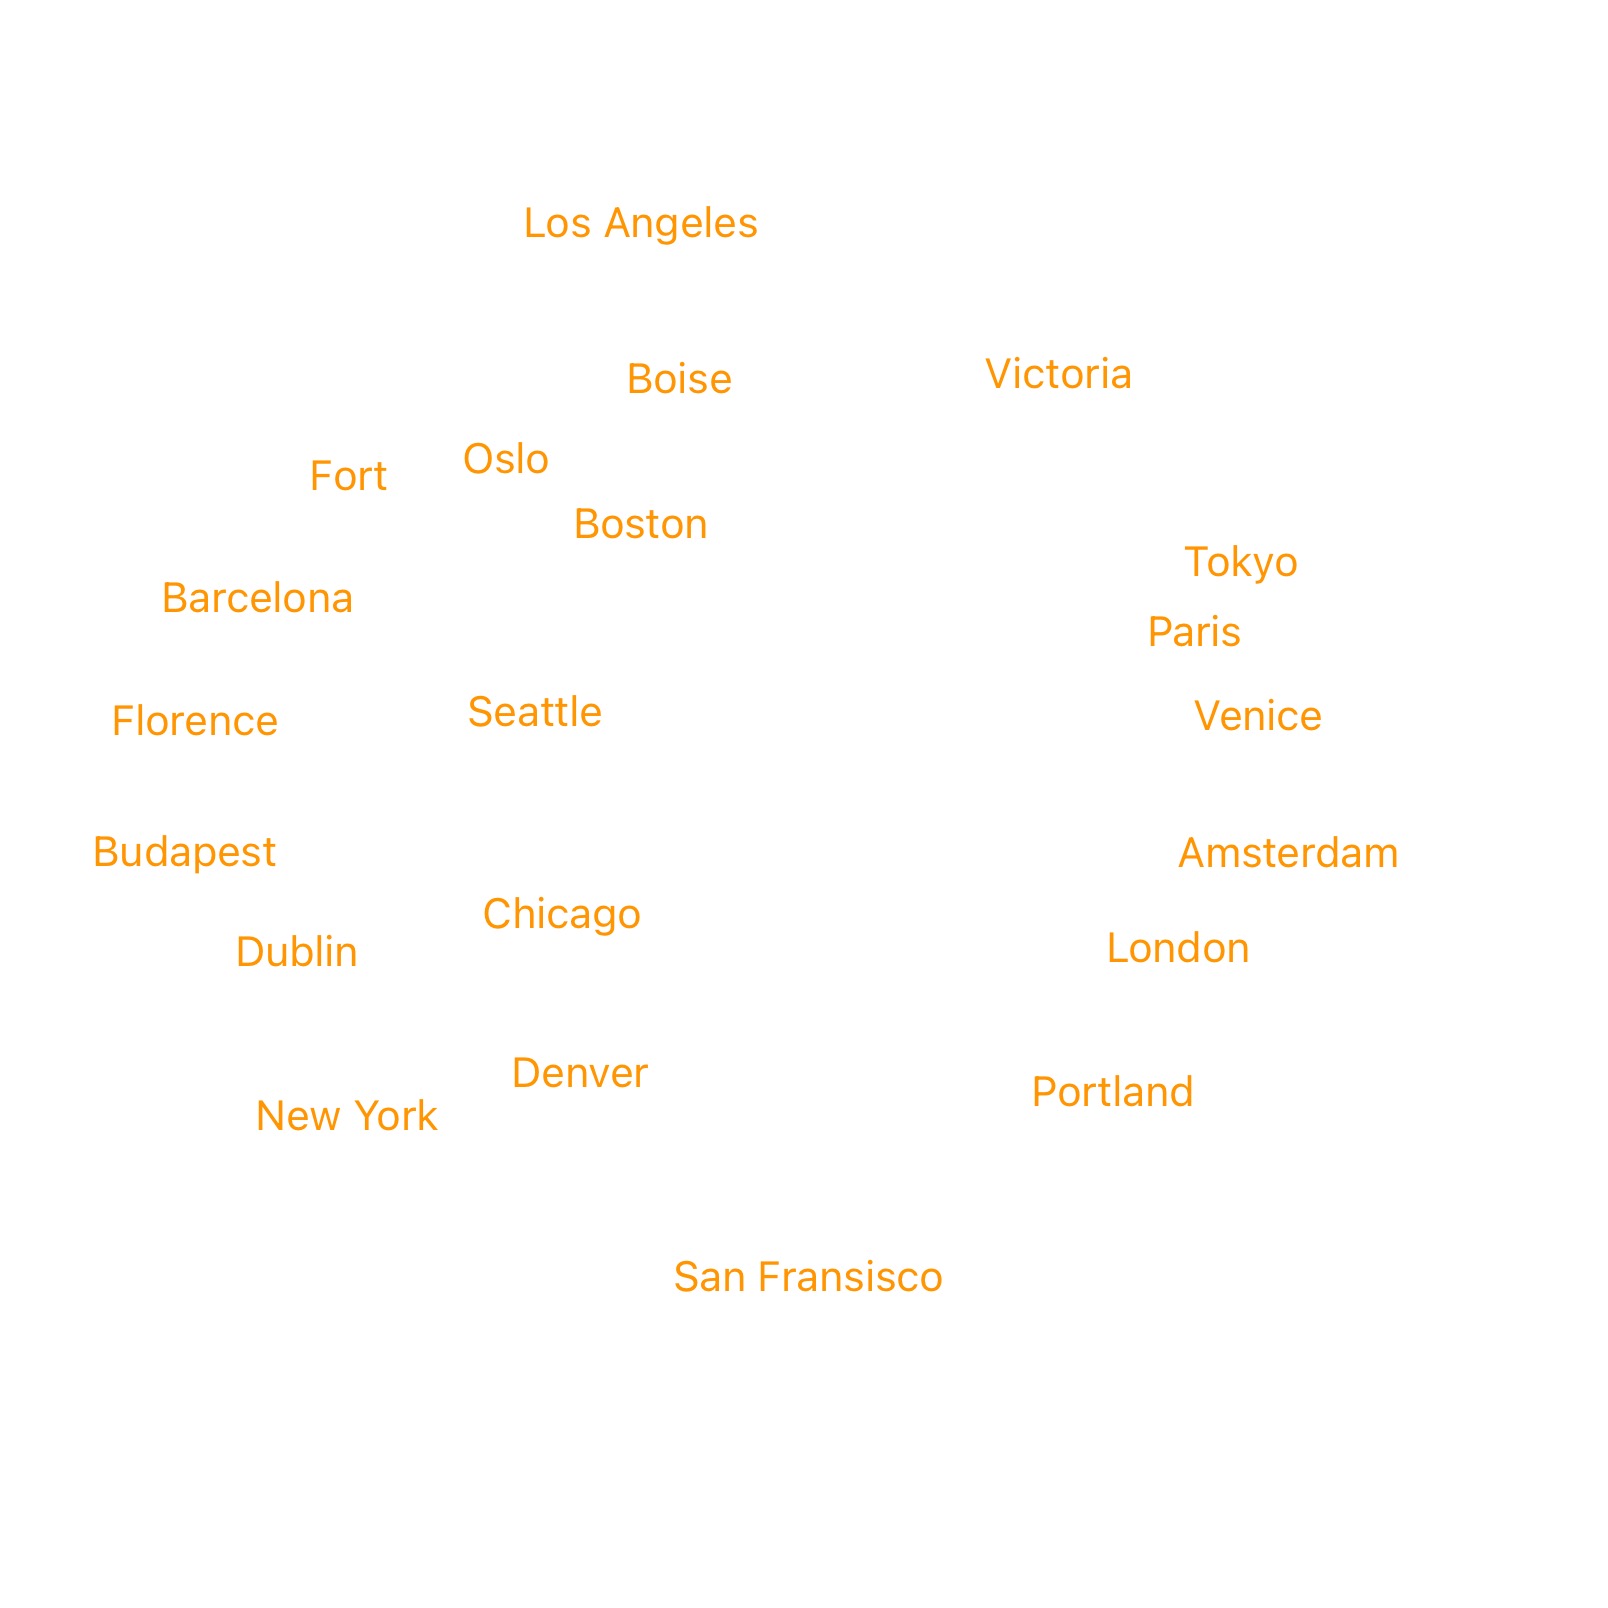 Los Angeles
Boise
Victoria
Fort
Oslo
Boston
Tokyo
Barcelona
Paris
Florence
Seattle
Venice
Budapest
Amsterdam
Chicago
Dublin
London
Denver
Portland
New York
San Fransisco